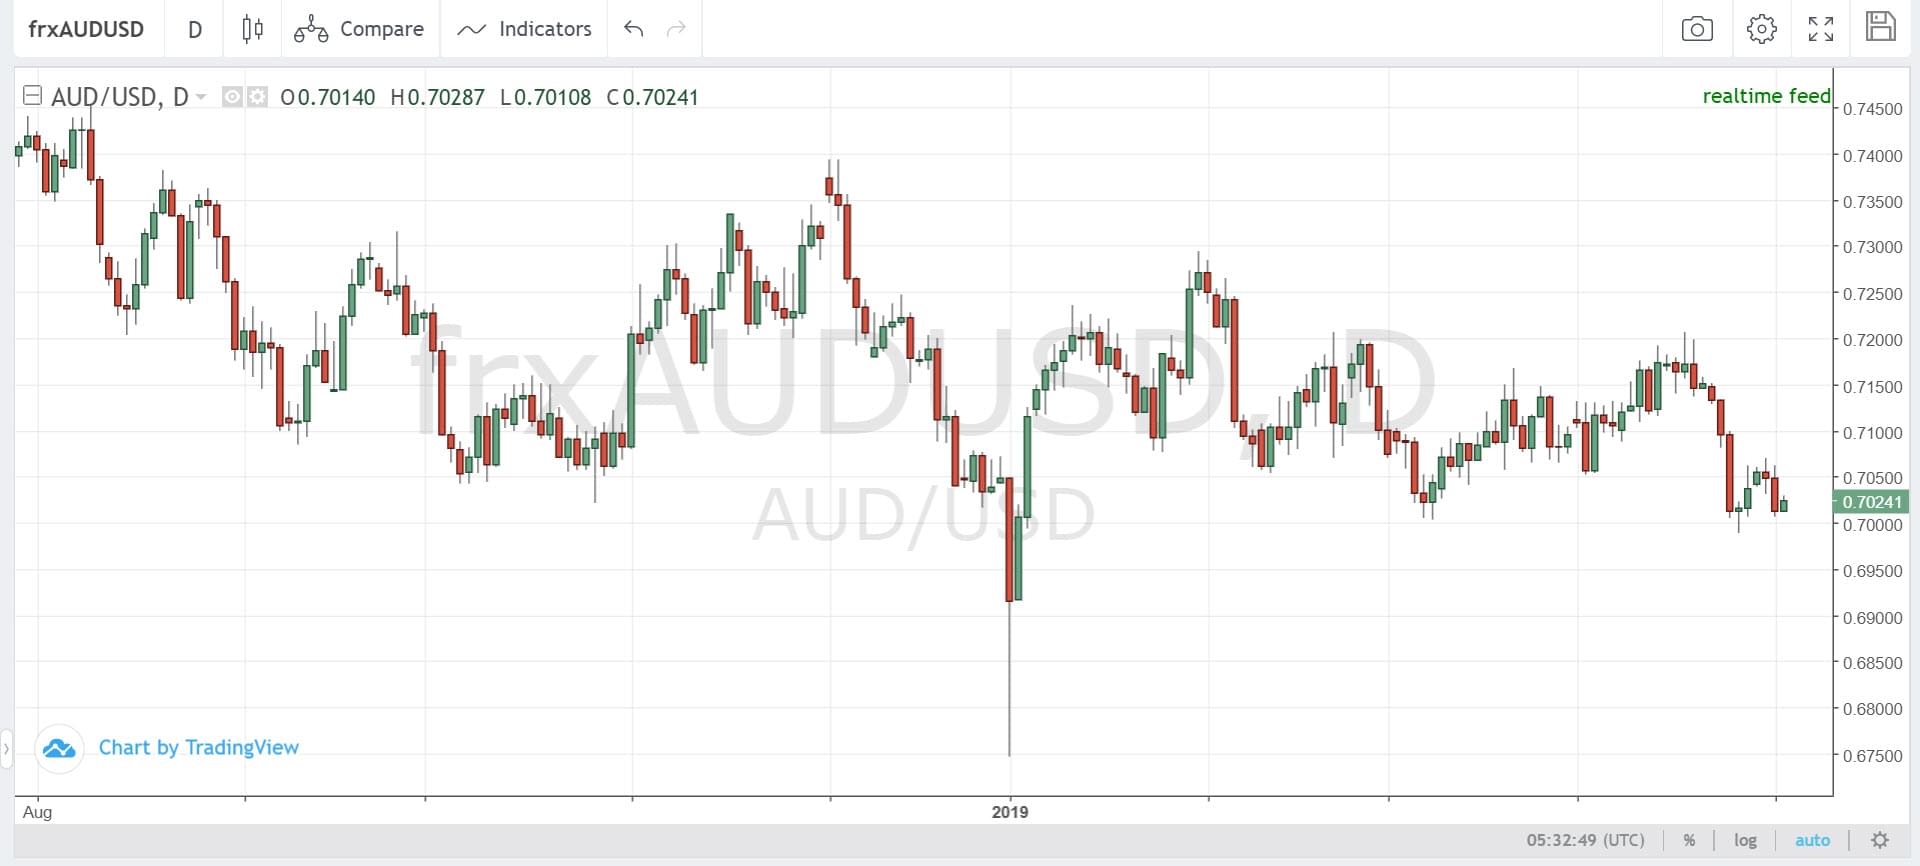 frxAUDUSD D Compare Indicators
AUD/USD, D O0.70140 H0.70287 L0.70108 C0.70241 realtime feed
0.74500
0.74000
0.73500
0.73000
0.72500
0.72000
0.71500
0.71000
0.70500
0.70241
0.70000
0.69500
0.69000
0.68500
0.68000
0.67500
frxAUDUSD, D
AUD/USD
Chart by TradingView
Aug 2019
05:32:49 (UTC) % log auto